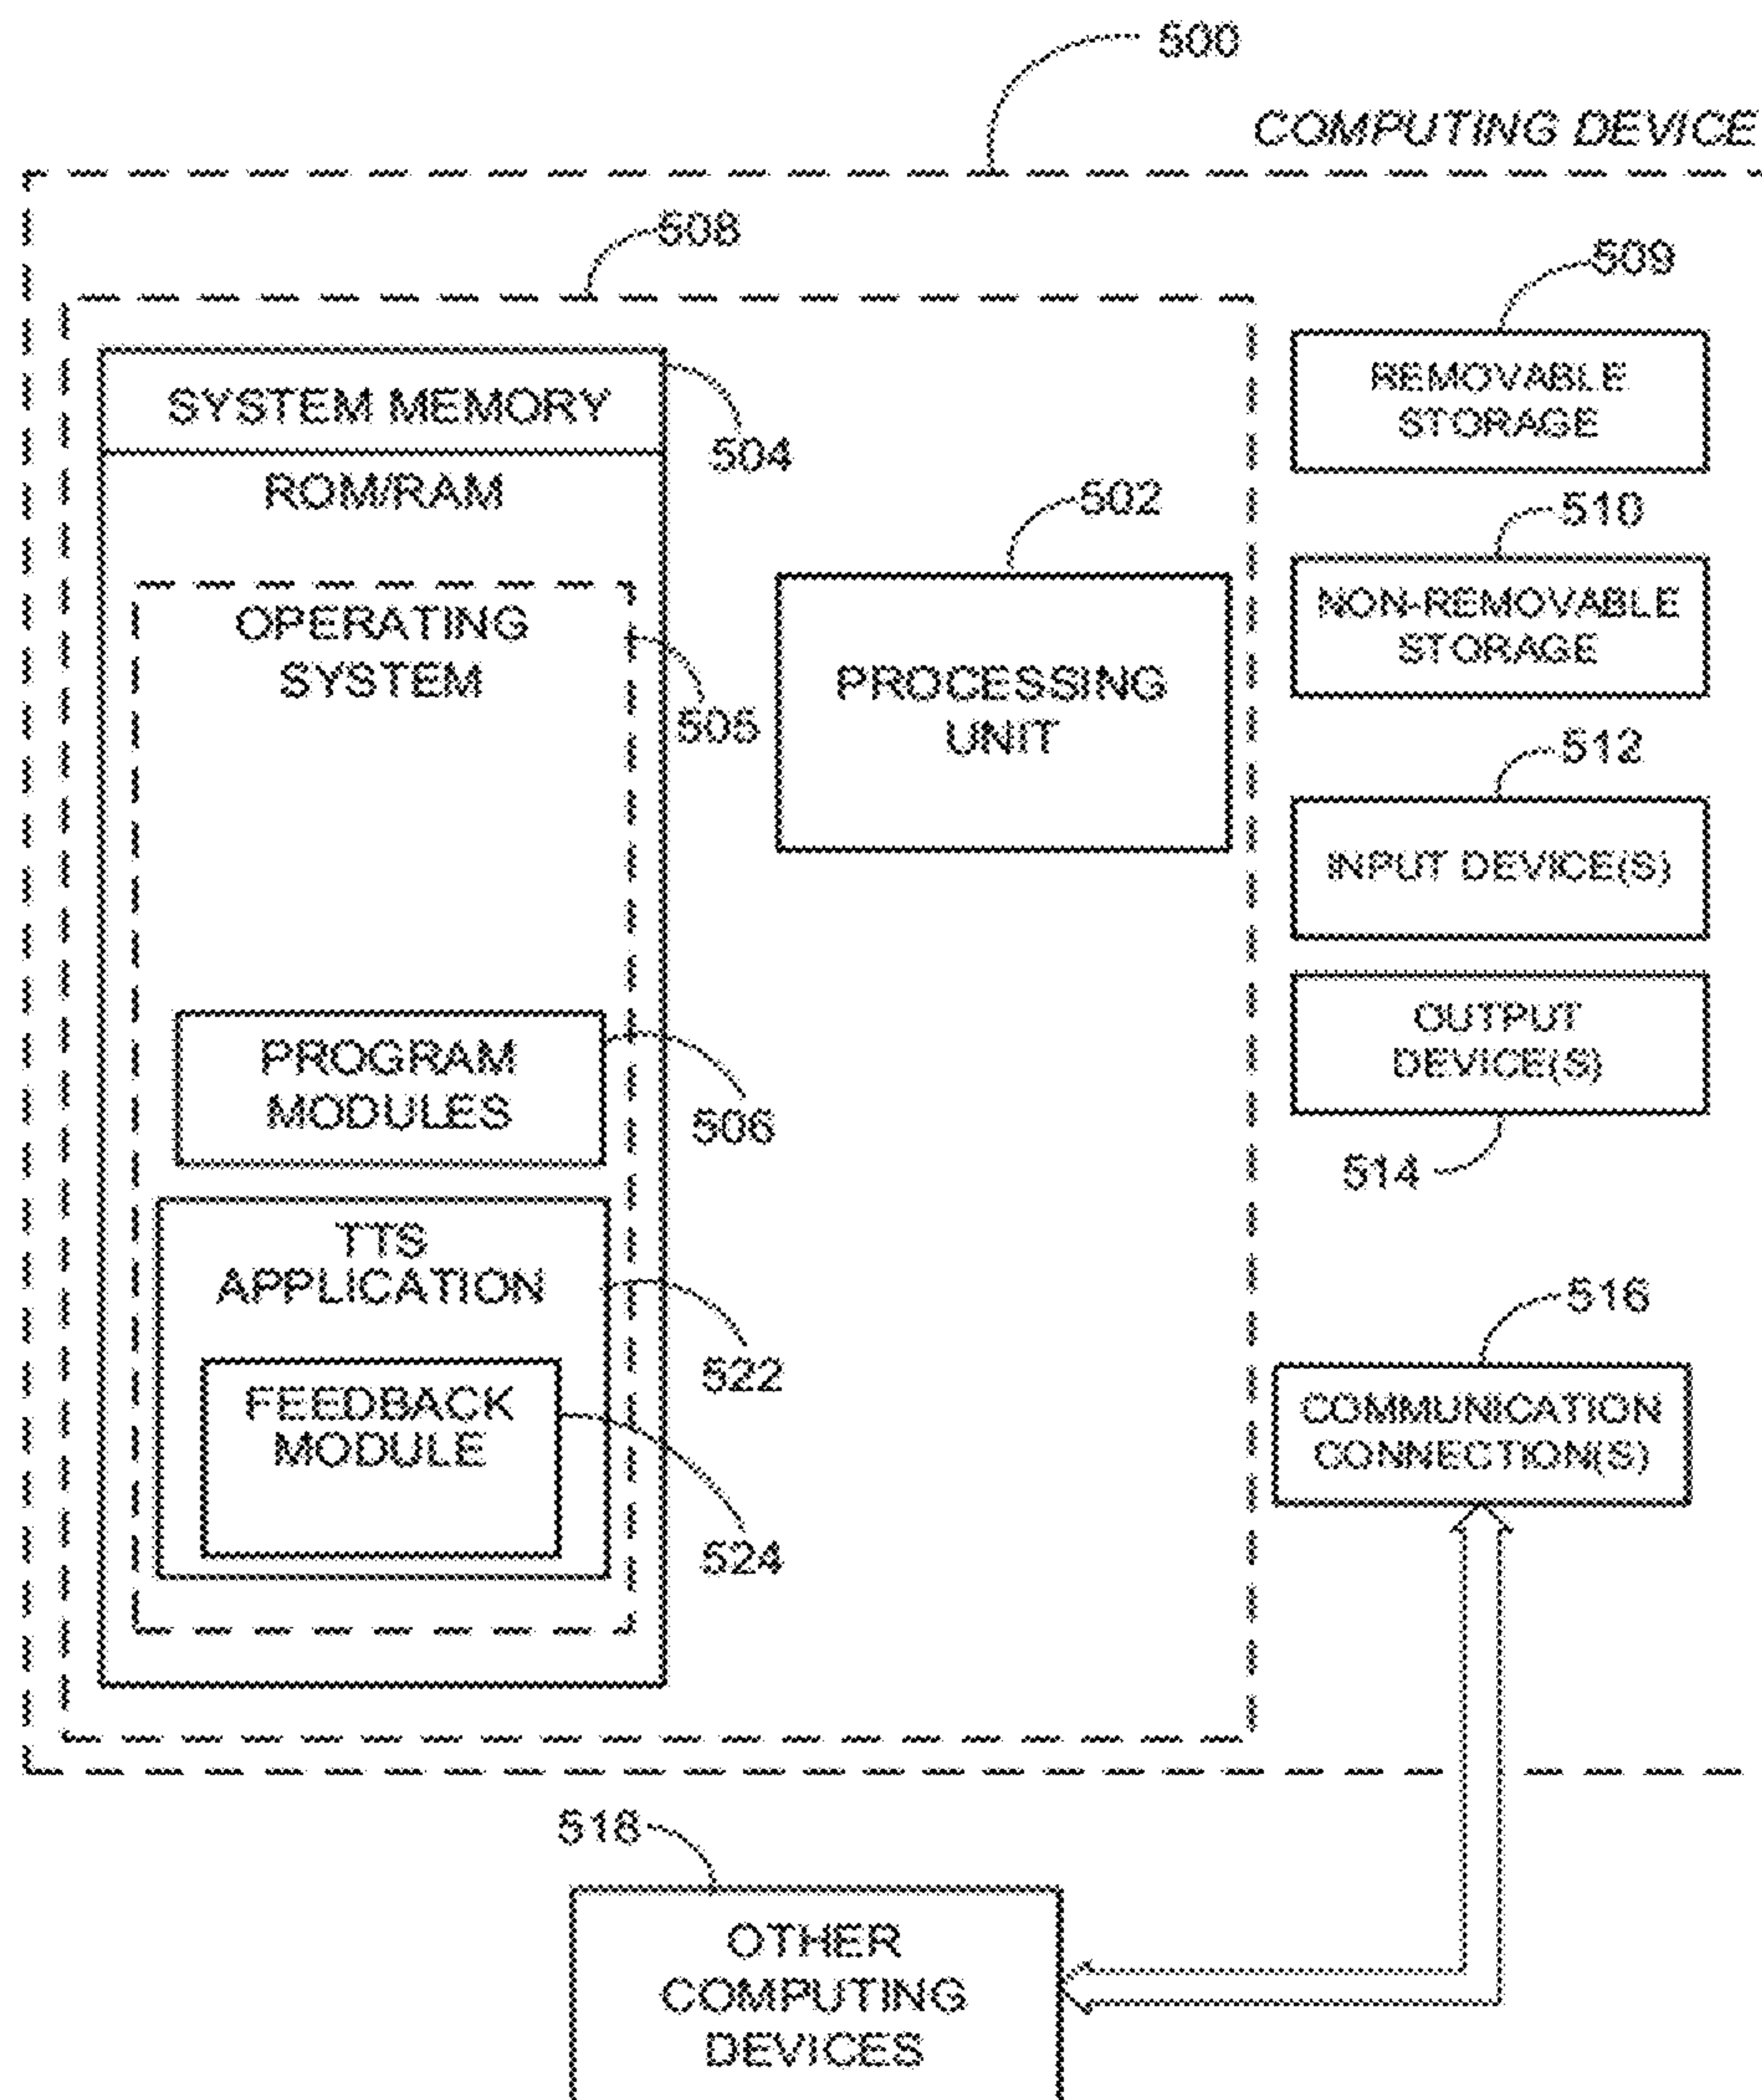 500
COMPUTING DEVICE
508
509
SYSTEM MEMORY
504
ROM/RAM
REMOVABLE
STORAGE
502
510
OPERATING
SYSTEM
505
PROCESSING
UNIT
NON-REMOVABLE
STORAGE
512
INPUT DEVICE(S)
PROGRAM
MODULES
506
OUTPUT
DEVICE(S)
514
TTS
APPLICATION
522
516
FEEDBACK
MODULE
524
COMMUNICATION
CONNECTION(S)
518
OTHER
COMPUTING
DEVICES